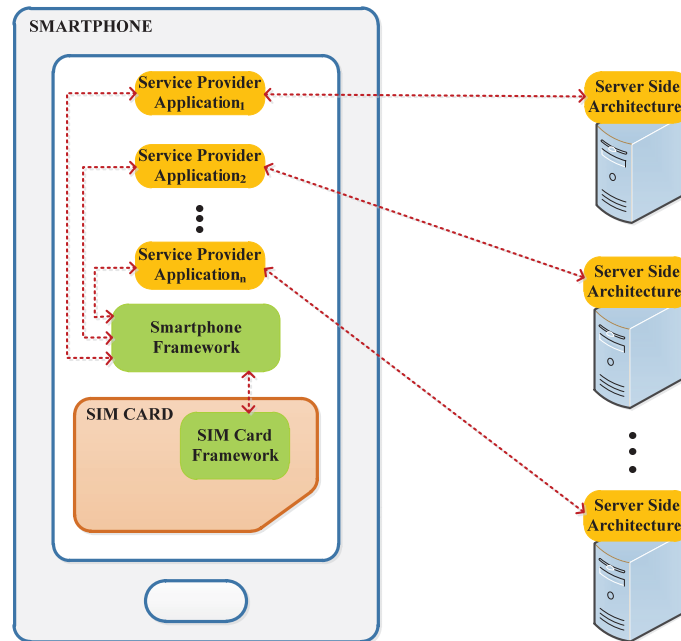 SMARTPHONE
Service Provider
Application₁
Service Provider
Application₂
Service Provider
Applicationₙ
Smartphone
Framework
SIM CARD
SIM Card
Framework
Server Side
Architecture
Server Side
Architecture
Server Side
Architecture